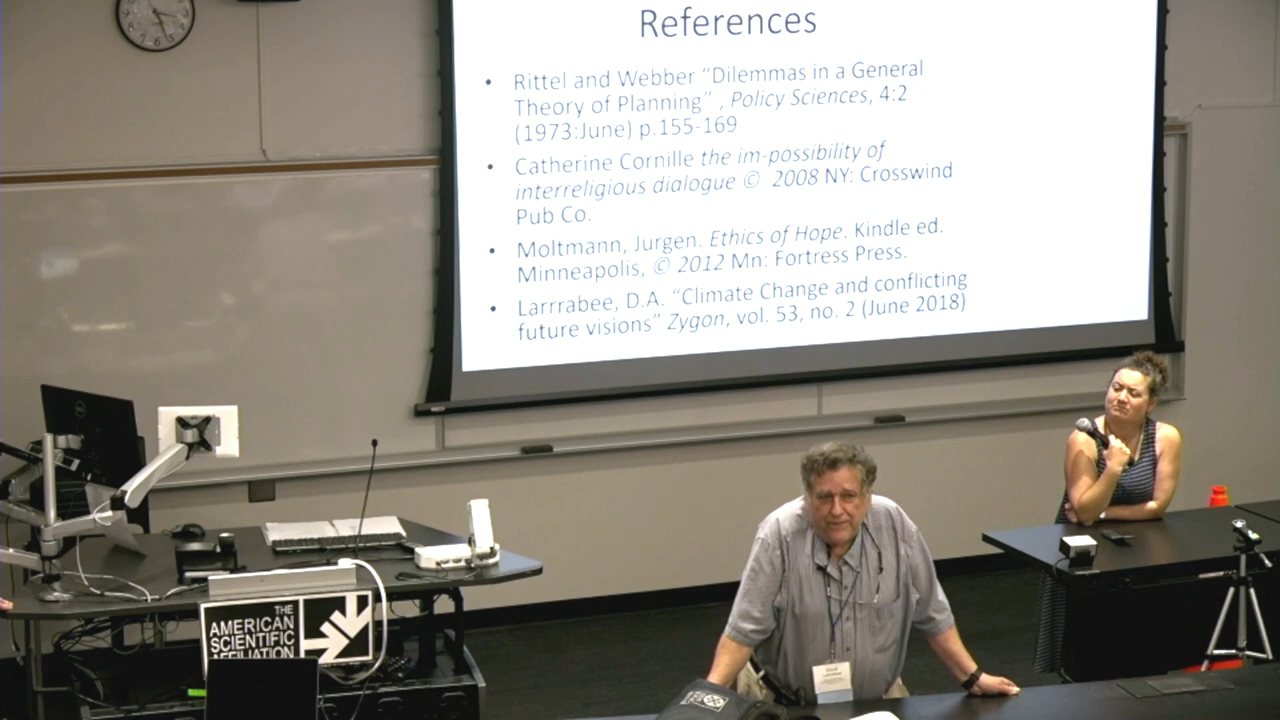 References
• Rittel and Webber “Dilemmas in a General
Theory of Planning” , Policy Sciences, 4:2
(1973:June) p.155-169
• Catherine Cornille the im-possibility of
interreligious dialogue © 2008 NY: Crosswind
Pub Co.
• Moltmann, Jurgen. Ethics of Hope. Kindle ed.
Minneapolis, © 2012 Mn: Fortress Press.
• Larrrabee, D.A. “Climate Change and conflicting
future visions” Zygon, vol. 53, no. 2 (June 2018)
THE
AMERICAN
SCIENTIFIC
AFFILIATION